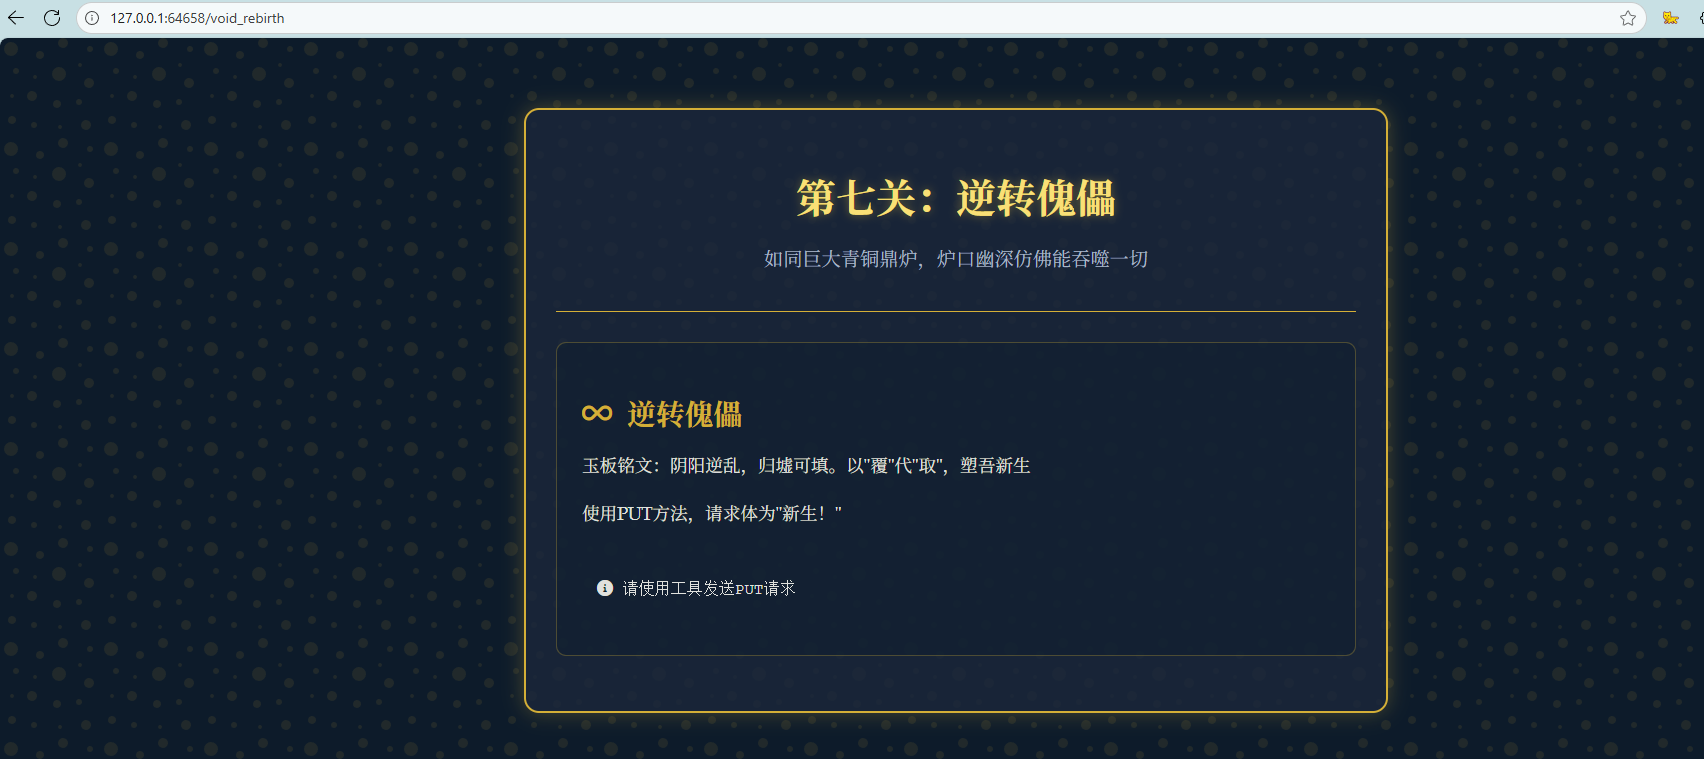 127.0.0.1:64658/void_rebirth
第七关：逆转傀儡
如同巨大青铜鼎炉，炉口幽深仿佛能吞噬一切
逆转傀儡
玉板铭文：阴阳逆乱，归墟可填。以"覆"代"取"，塑吾新生
使用PUT方法，请求体为"新生！"
请使用工具发送PUT请求